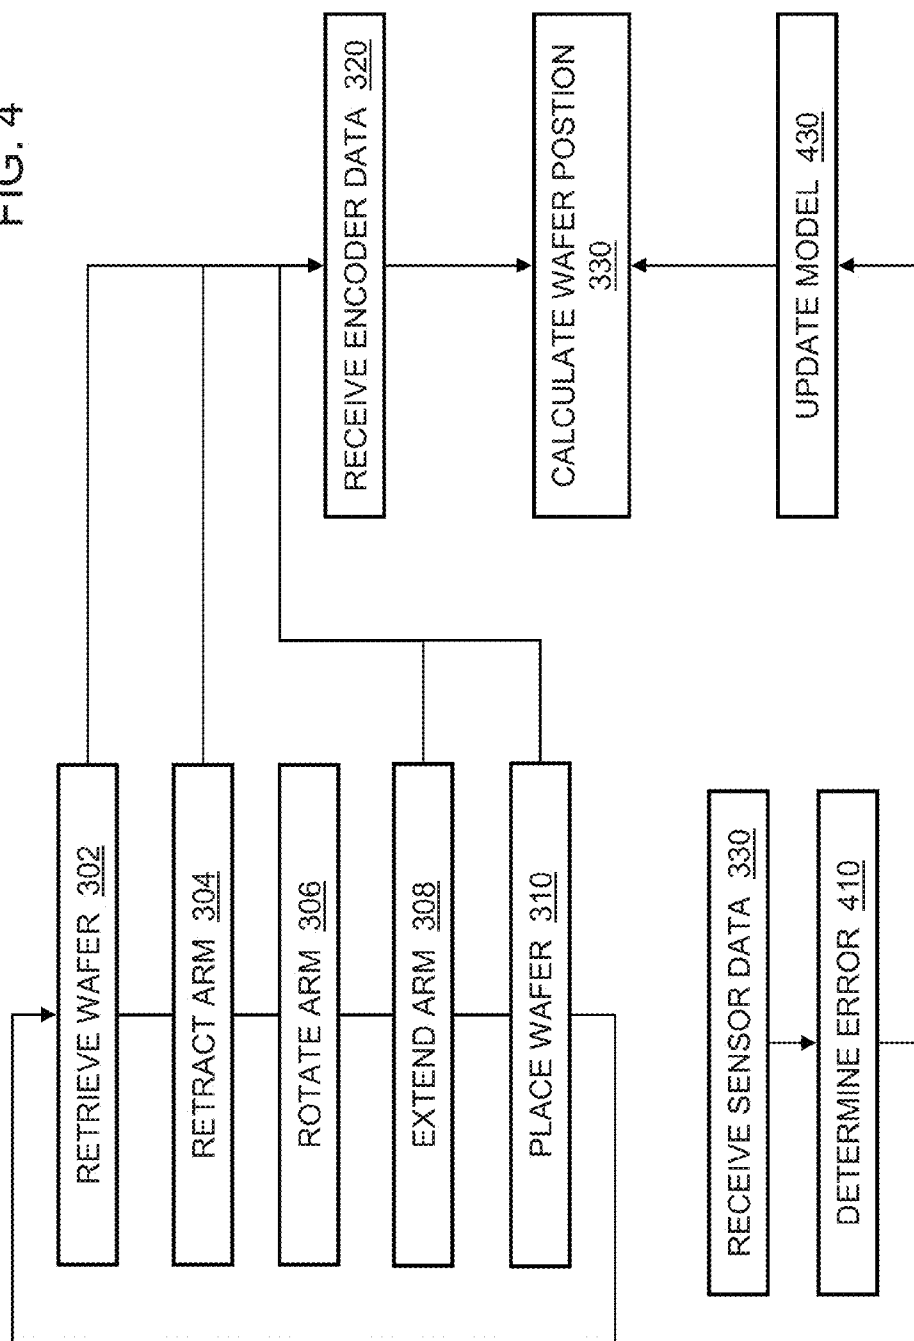 FIG. 4
RETRIEVE WAFER 302
RETRACT ARM 304
ROTATE ARM 306
EXTEND ARM 308
PLACE WAFER 310
RECEIVE ENCODER DATA 320
CALCULATE WAFER POSTION
330
UPDATE MODEL 430
RECEIVE SENSOR DATA 330
DETERMINE ERROR 410